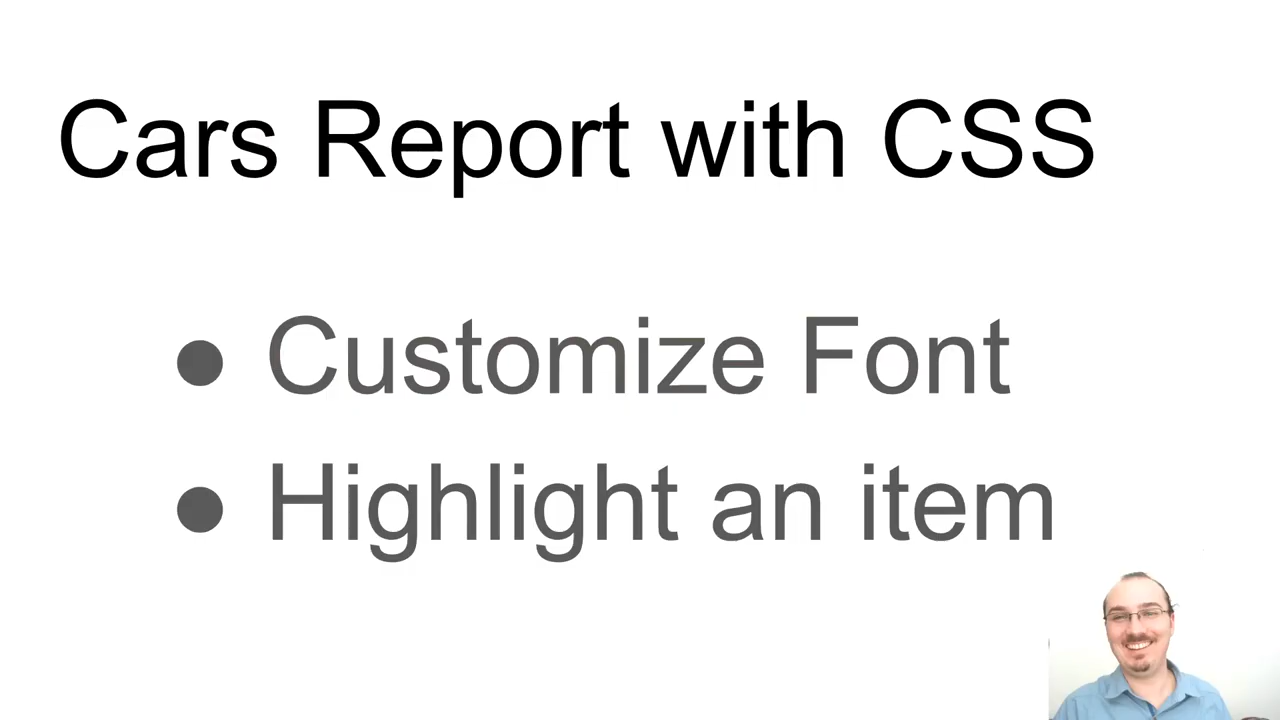 Cars Report with CSS
● Customize Font
● Highlight an item